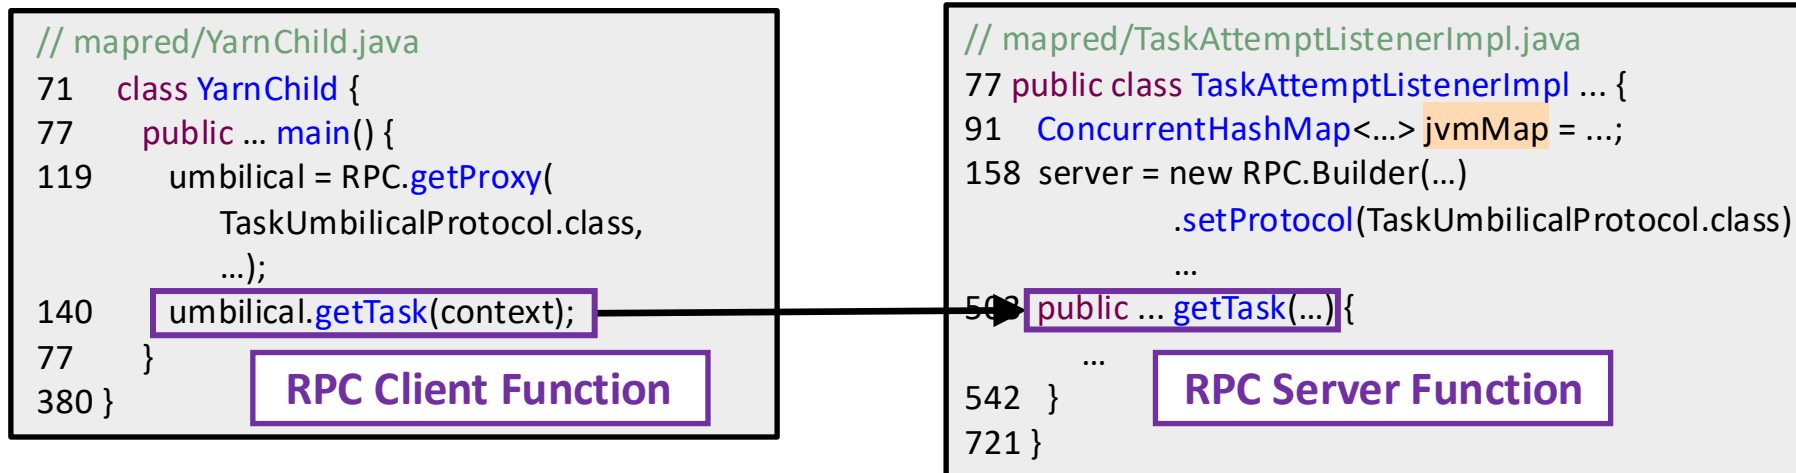 // mapred/YarnChild.java
71 class YarnChild {
77 public ... main() {
119 umbilical = RPC.getProxy(
TaskUmbilicalProtocol.class,
...);
140 umbilical.getTask(context);
77 }
380 }
RPC Client Function
// mapred/TaskAttemptListenerImpl.java
77 public class TaskAttemptListenerImpl ... {
91 ConcurrentHashMap<...> jvmMap = ...;
158 server = new RPC.Builder(...)
.setProtocol(TaskUmbilicalProtocol.class)
...
public ... getTask(...) {
...
542 }
721 }
RPC Server Function